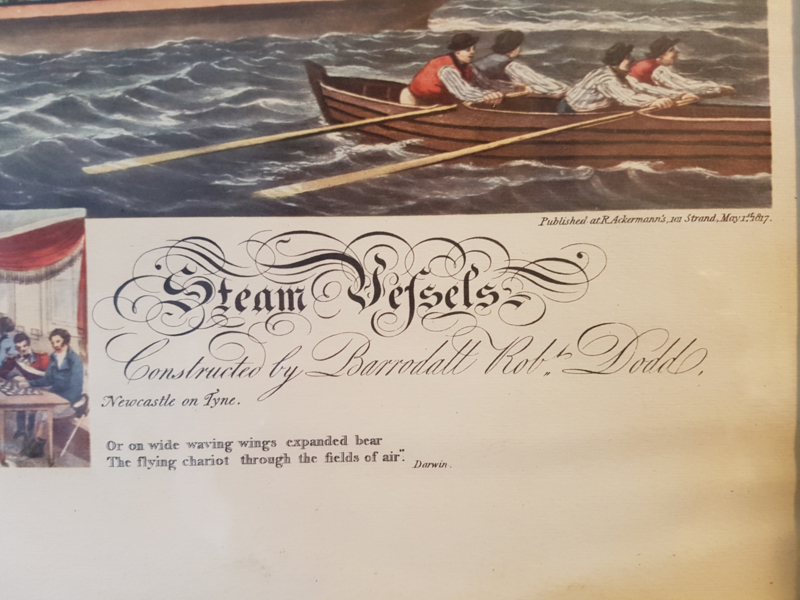 Published at R. Ackermann's, 101 Strand, May 1st. 1817.
Steam Veſsels
Constructed by Barrodall Robt. Dodd.
Newcastle on Tyne.
Or on wide waving wings expanded bear
The flying chariot through the fields of air".
Darwin.